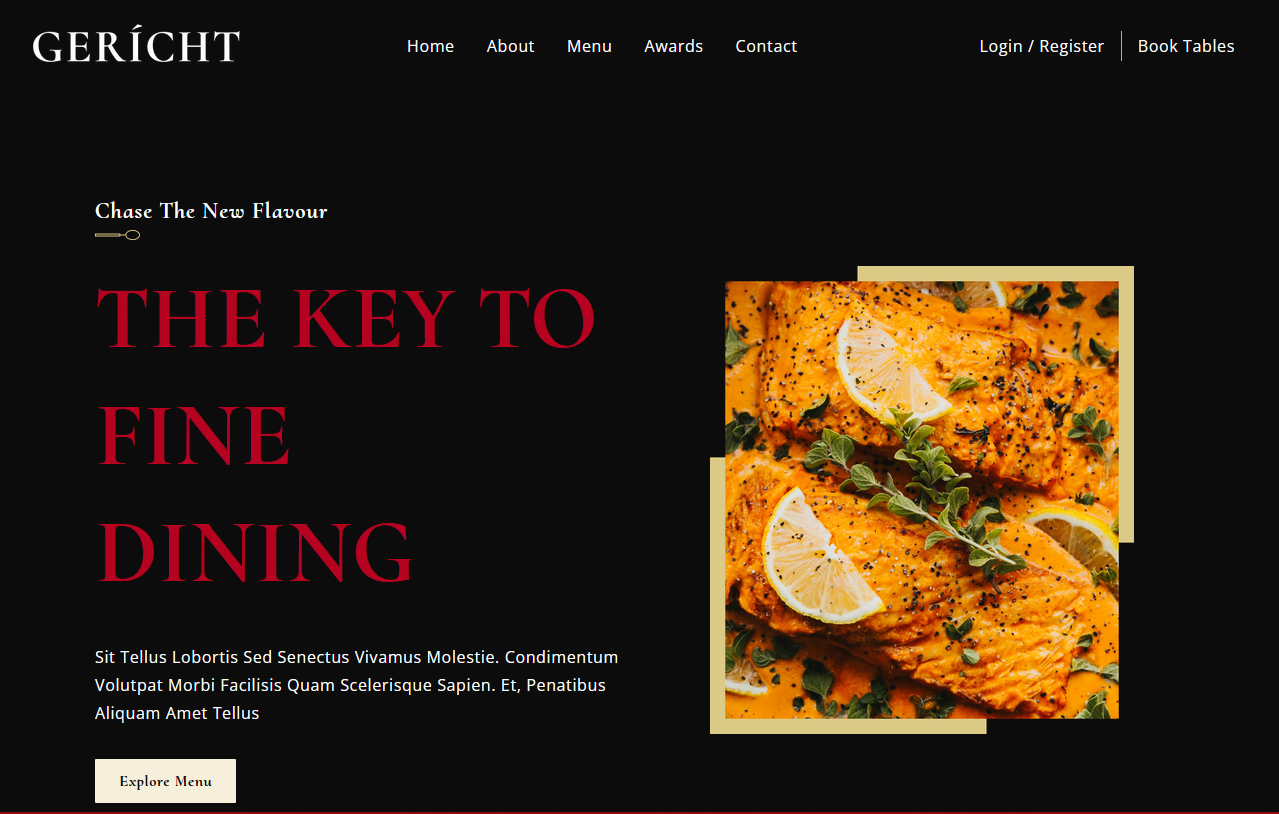 GERÍCHT
Home About Menu Awards Contact
Login / Register Book Tables
Chase The New Flavour
THE KEY TO
FINE
DINING
Sit Tellus Lobortis Sed Senectus Vivamus Molestie. Condimentum
Volutpat Morbi Facilisis Quam Scelerisque Sapien. Et, Penatibus
Aliquam Amet Tellus
Explore Menu